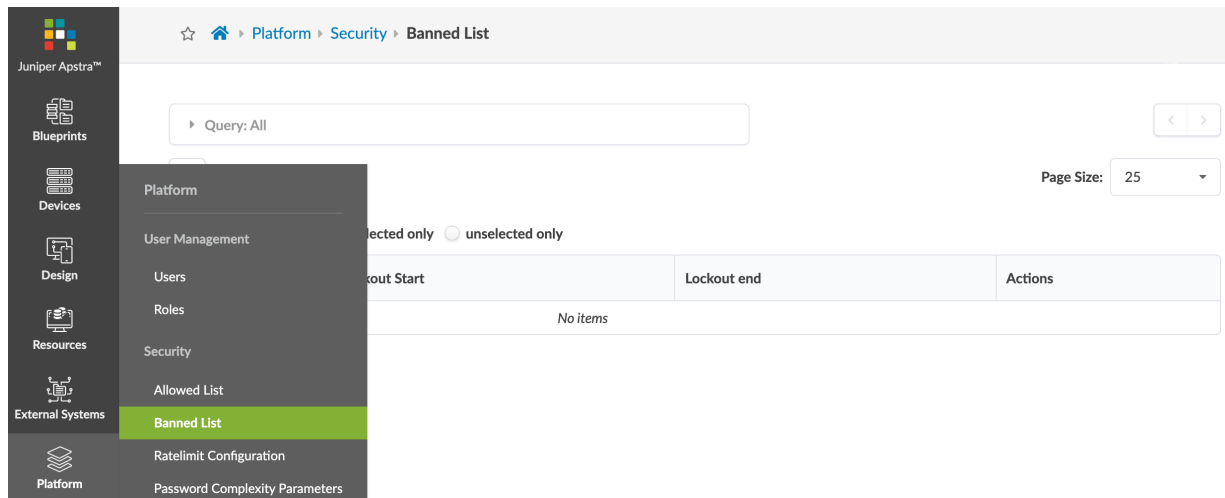 Juniper Apstra™
Blueprints
Devices
Design
Resources
External Systems
Platform
Platform
User Management
Users
Roles
Security
Allowed List
Banned List
Ratelimit Configuration
Password Complexity Parameters
Platform Security Banned List
Query: All
Page Size: 25
only unselected only
Start Lockout end Actions
No items